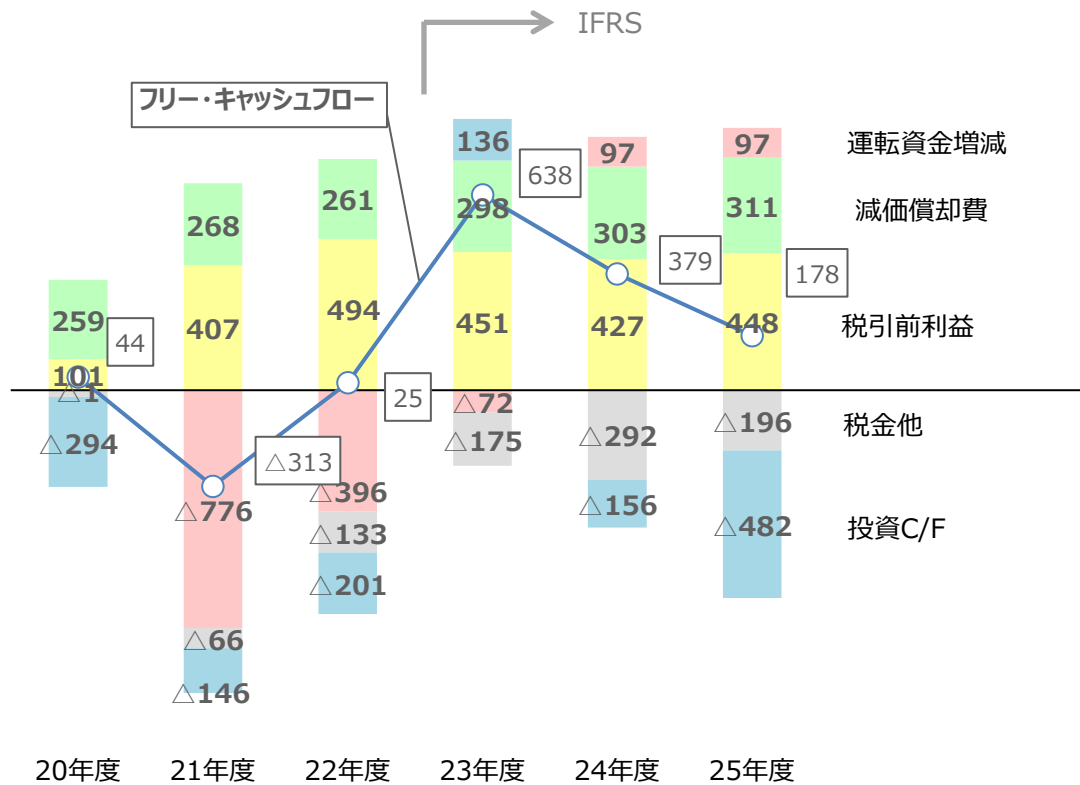 IFRS
フリー・キャッシュフロー
136
97
97
運転資金増減
638
261
298
268
303
311
減価償却費
379
178
494
259
44
407
451
427
448
税引前利益
101
△1
25
△72
△196
税金他
△294
△313
△175
△292
△396
△776
△156
△482
投資C/F
△133
△201
△66
△146
20年度
21年度
22年度
23年度
24年度
25年度